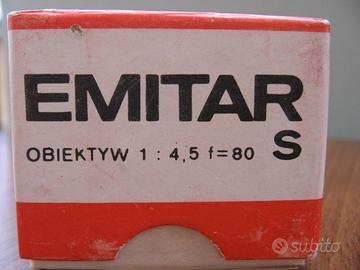 EMITAR
S
OBIEKTYW 1 : 4,5 f=80
subito